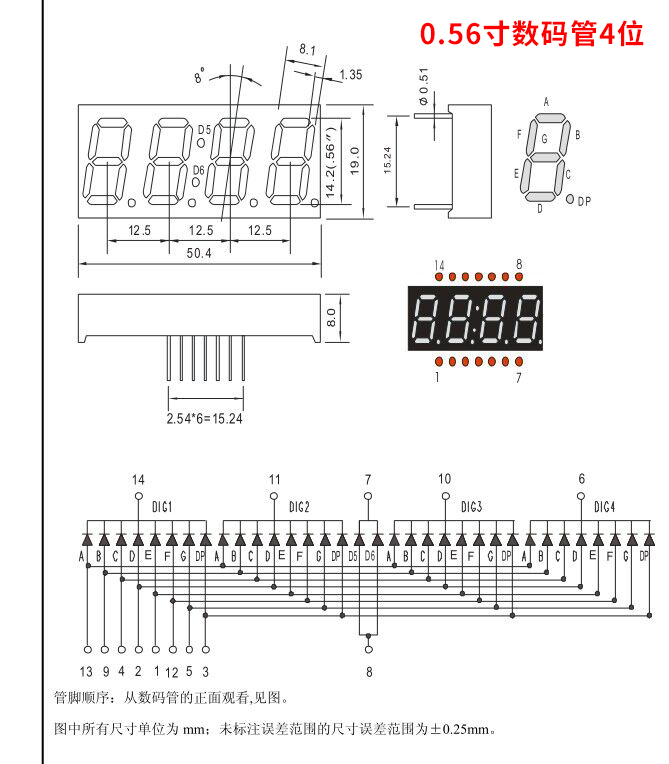 0.56寸数码管4位
8.1
8°
1.35
Ø0.51
A
D5
F
G
B
D6
14.2(.56")
19.0
15.24
E
C
D
DP
12.5 12.5 12.5
50.4
14 8
8.0
1 7
2.54*6=15.24
14 11 7 10 6
DIG1 DIG2 DIG3 DIG4
A B C D E F G DP A B C D E F G DP D5 D6 A B C D E F G DP A B C D E F G DP
13 9 4 2 1 12 5 3 8
管脚顺序：从数码管的正面观看,见图。
图中所有尺寸单位为 mm；未标注误差范围的尺寸误差范围为±0.25mm。